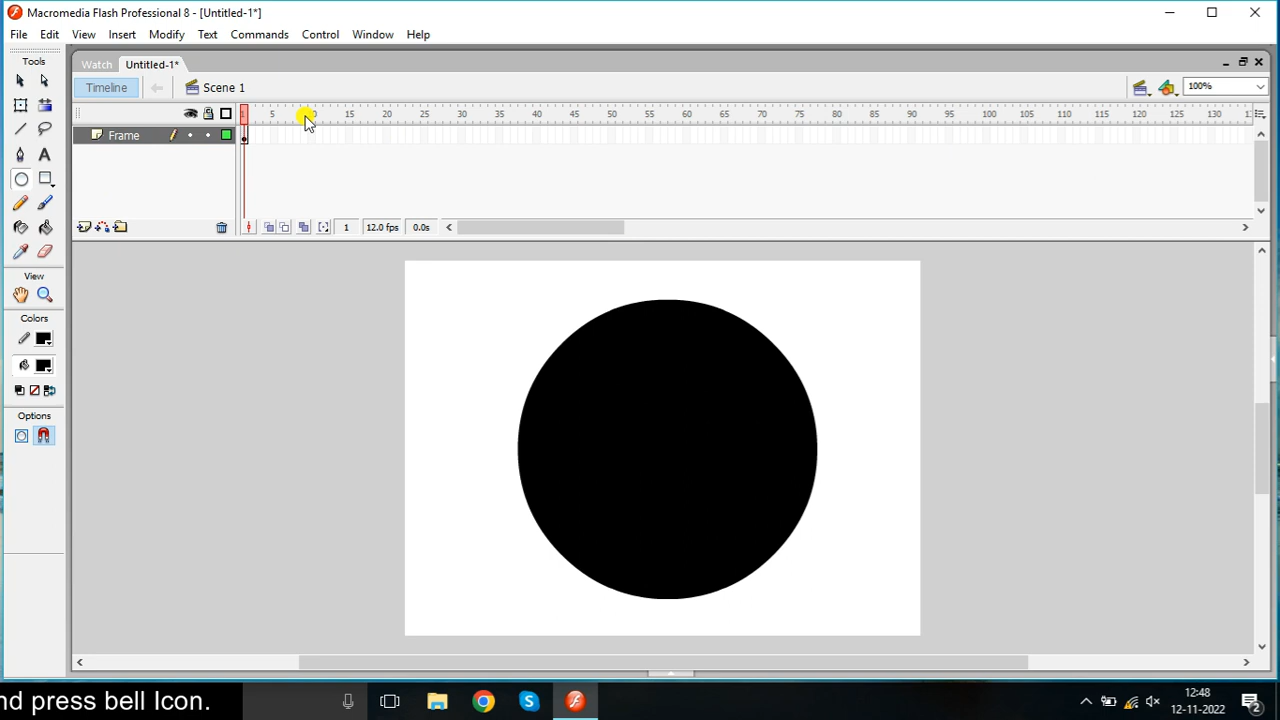 Macromedia Flash Professional 8 - [Untitled-1*]
File Edit View Insert Modify Text Commands Control Window Help
Tools
Watch Untitled-1*
Timeline Scene 1 100%
1 5 10 15 20 25 30 35 40 45 50 55 60 65 70 75 80 85 90 95 100 105 110 115 120 125 130
Frame
1 12.0 fps 0.0s
View
Colors
Options
nd press bell Icon.
12:48
12-11-2022
2